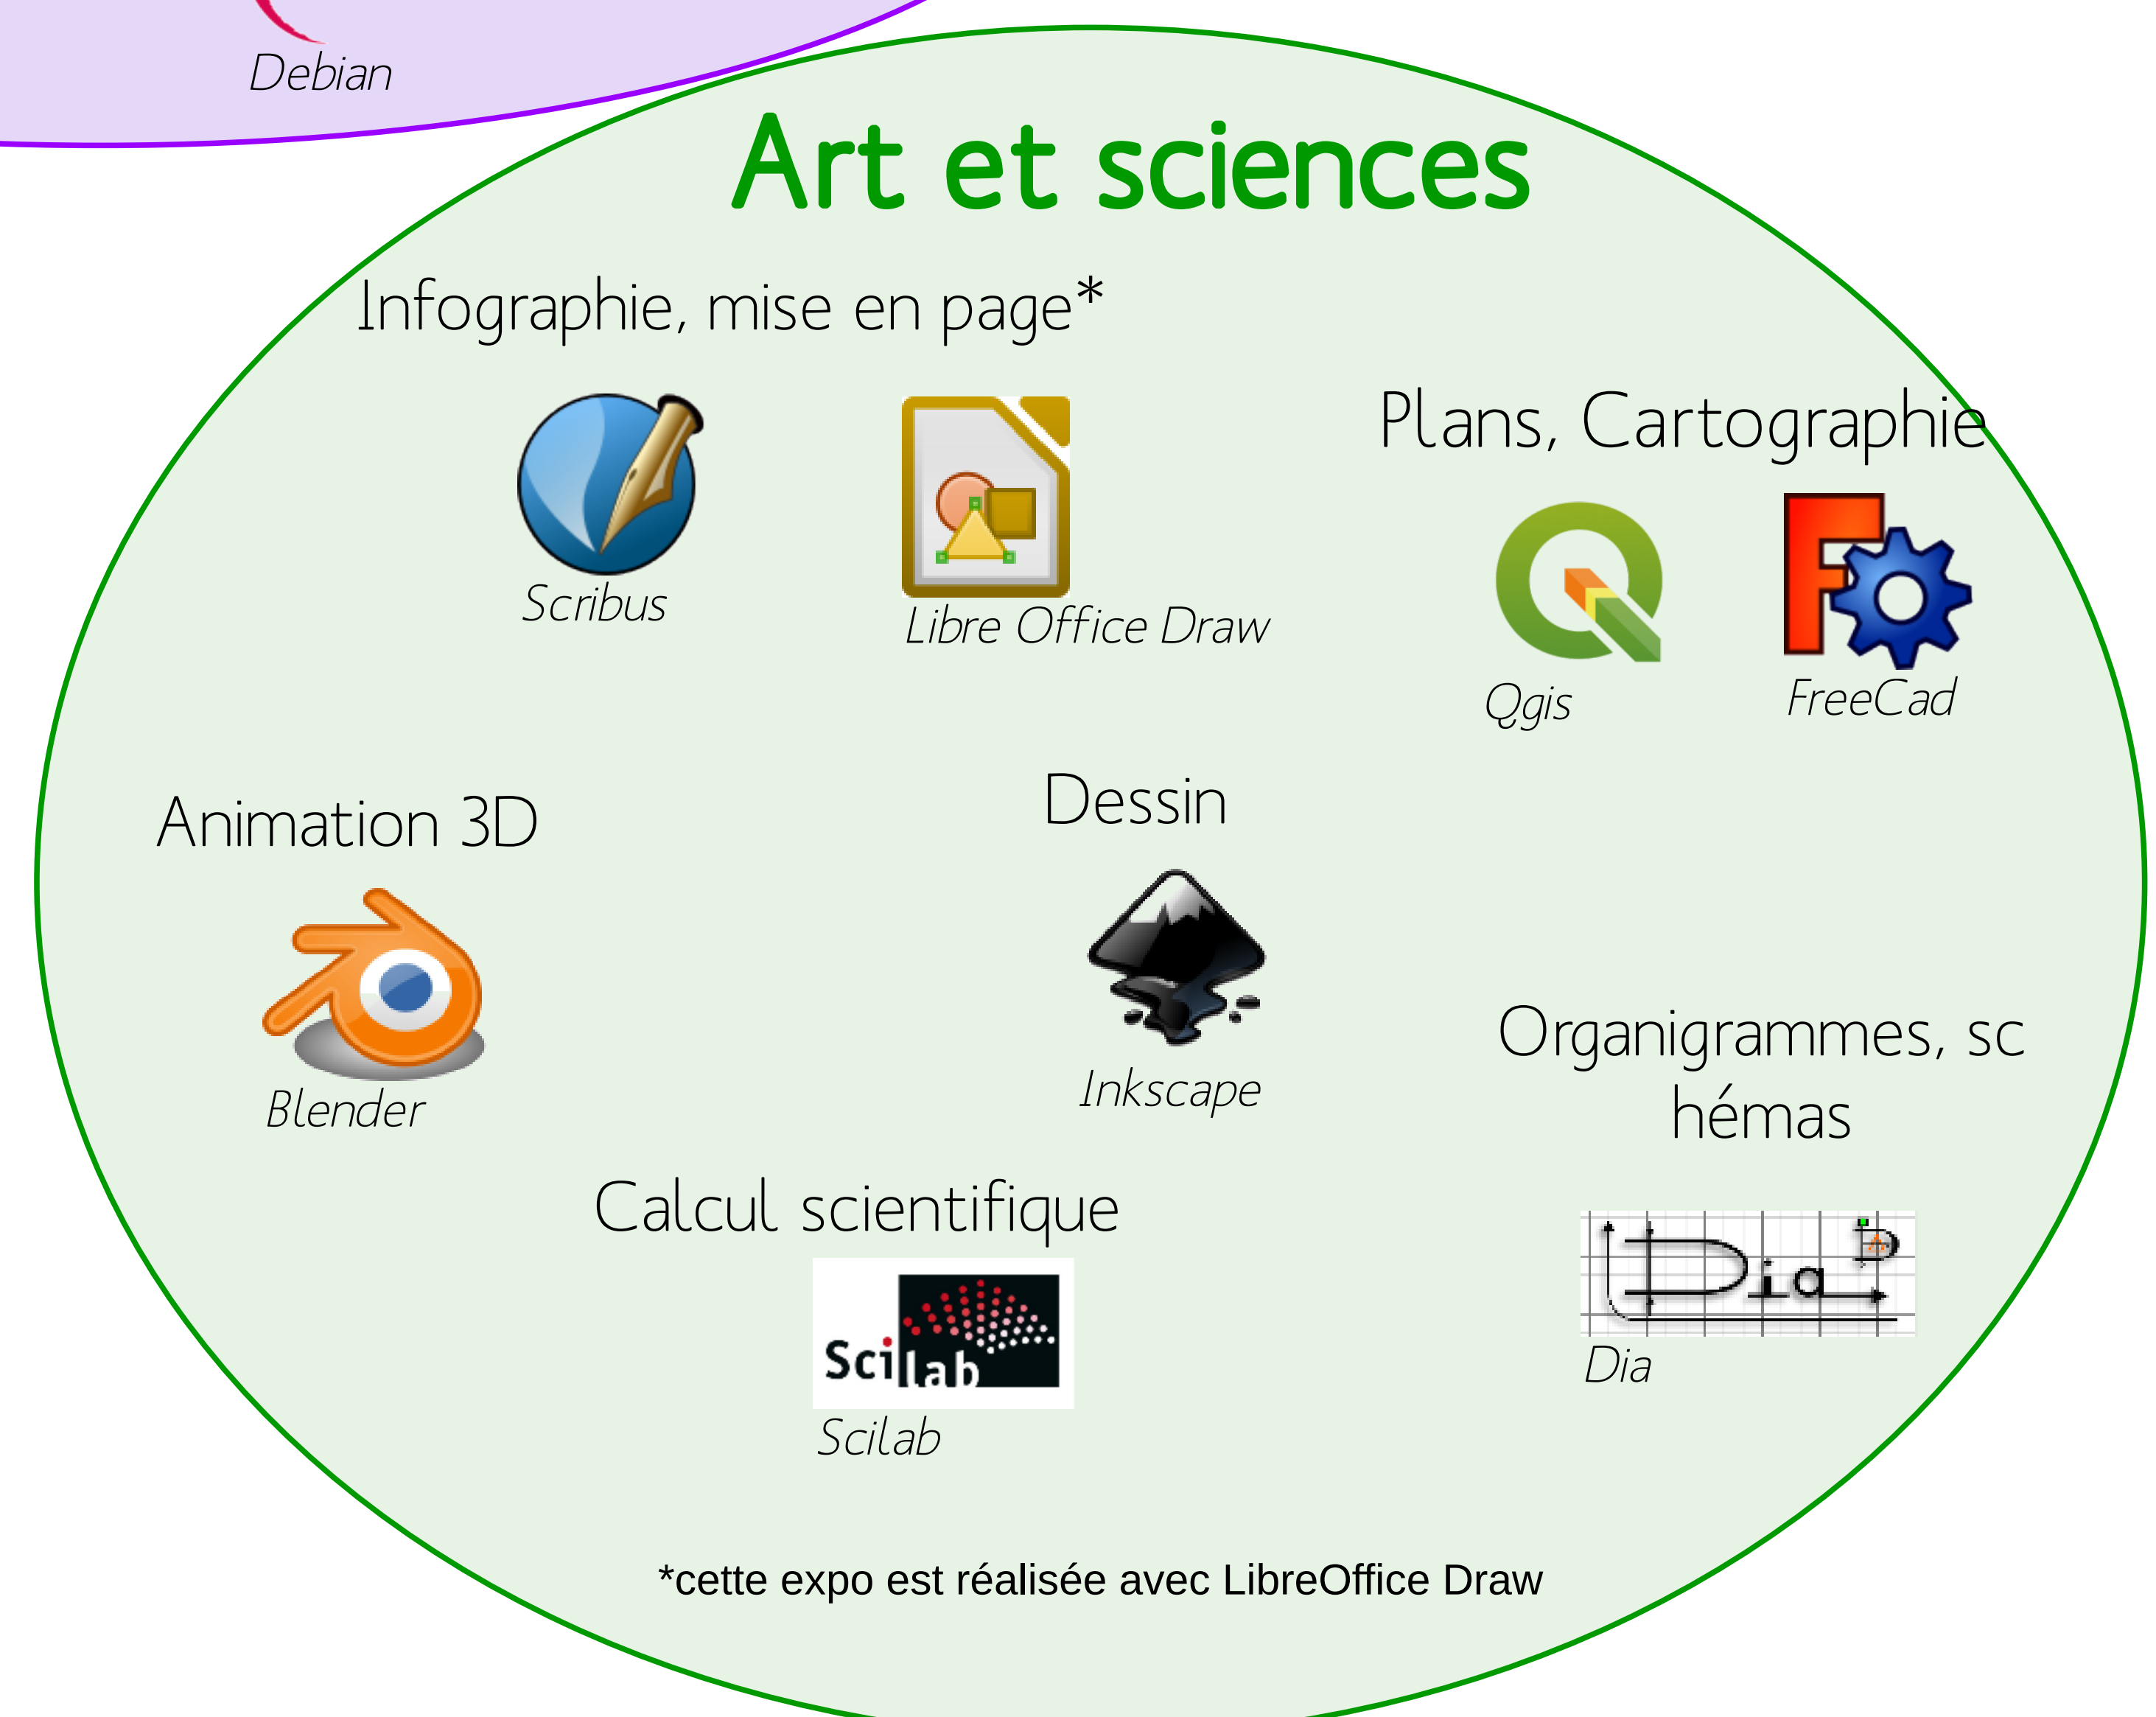 Debian
Art et sciences
Infographie, mise en page*
Scribus
Libre Office Draw
Plans, Cartographie
Qgis
FreeCad
Animation 3D
Blender
Dessin
Inkscape
Organigrammes, sc
hémas
Dia
Dia
Calcul scientifique
Scilab
Scilab
*cette expo est réalisée avec LibreOffice Draw